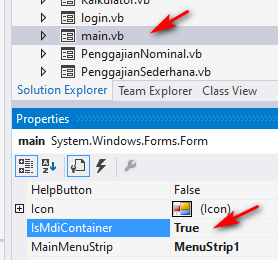 Kalkulator.vb
login.vb
main.vb
PenggajianNominal.vb
PenggajianSederhana.vb
Solution Explorer Team Explorer Class View
Properties
main System.Windows.Forms.Form
HelpButton False
Icon (Icon)
IsMdiContainer True
MainMenuStrip MenuStrip1